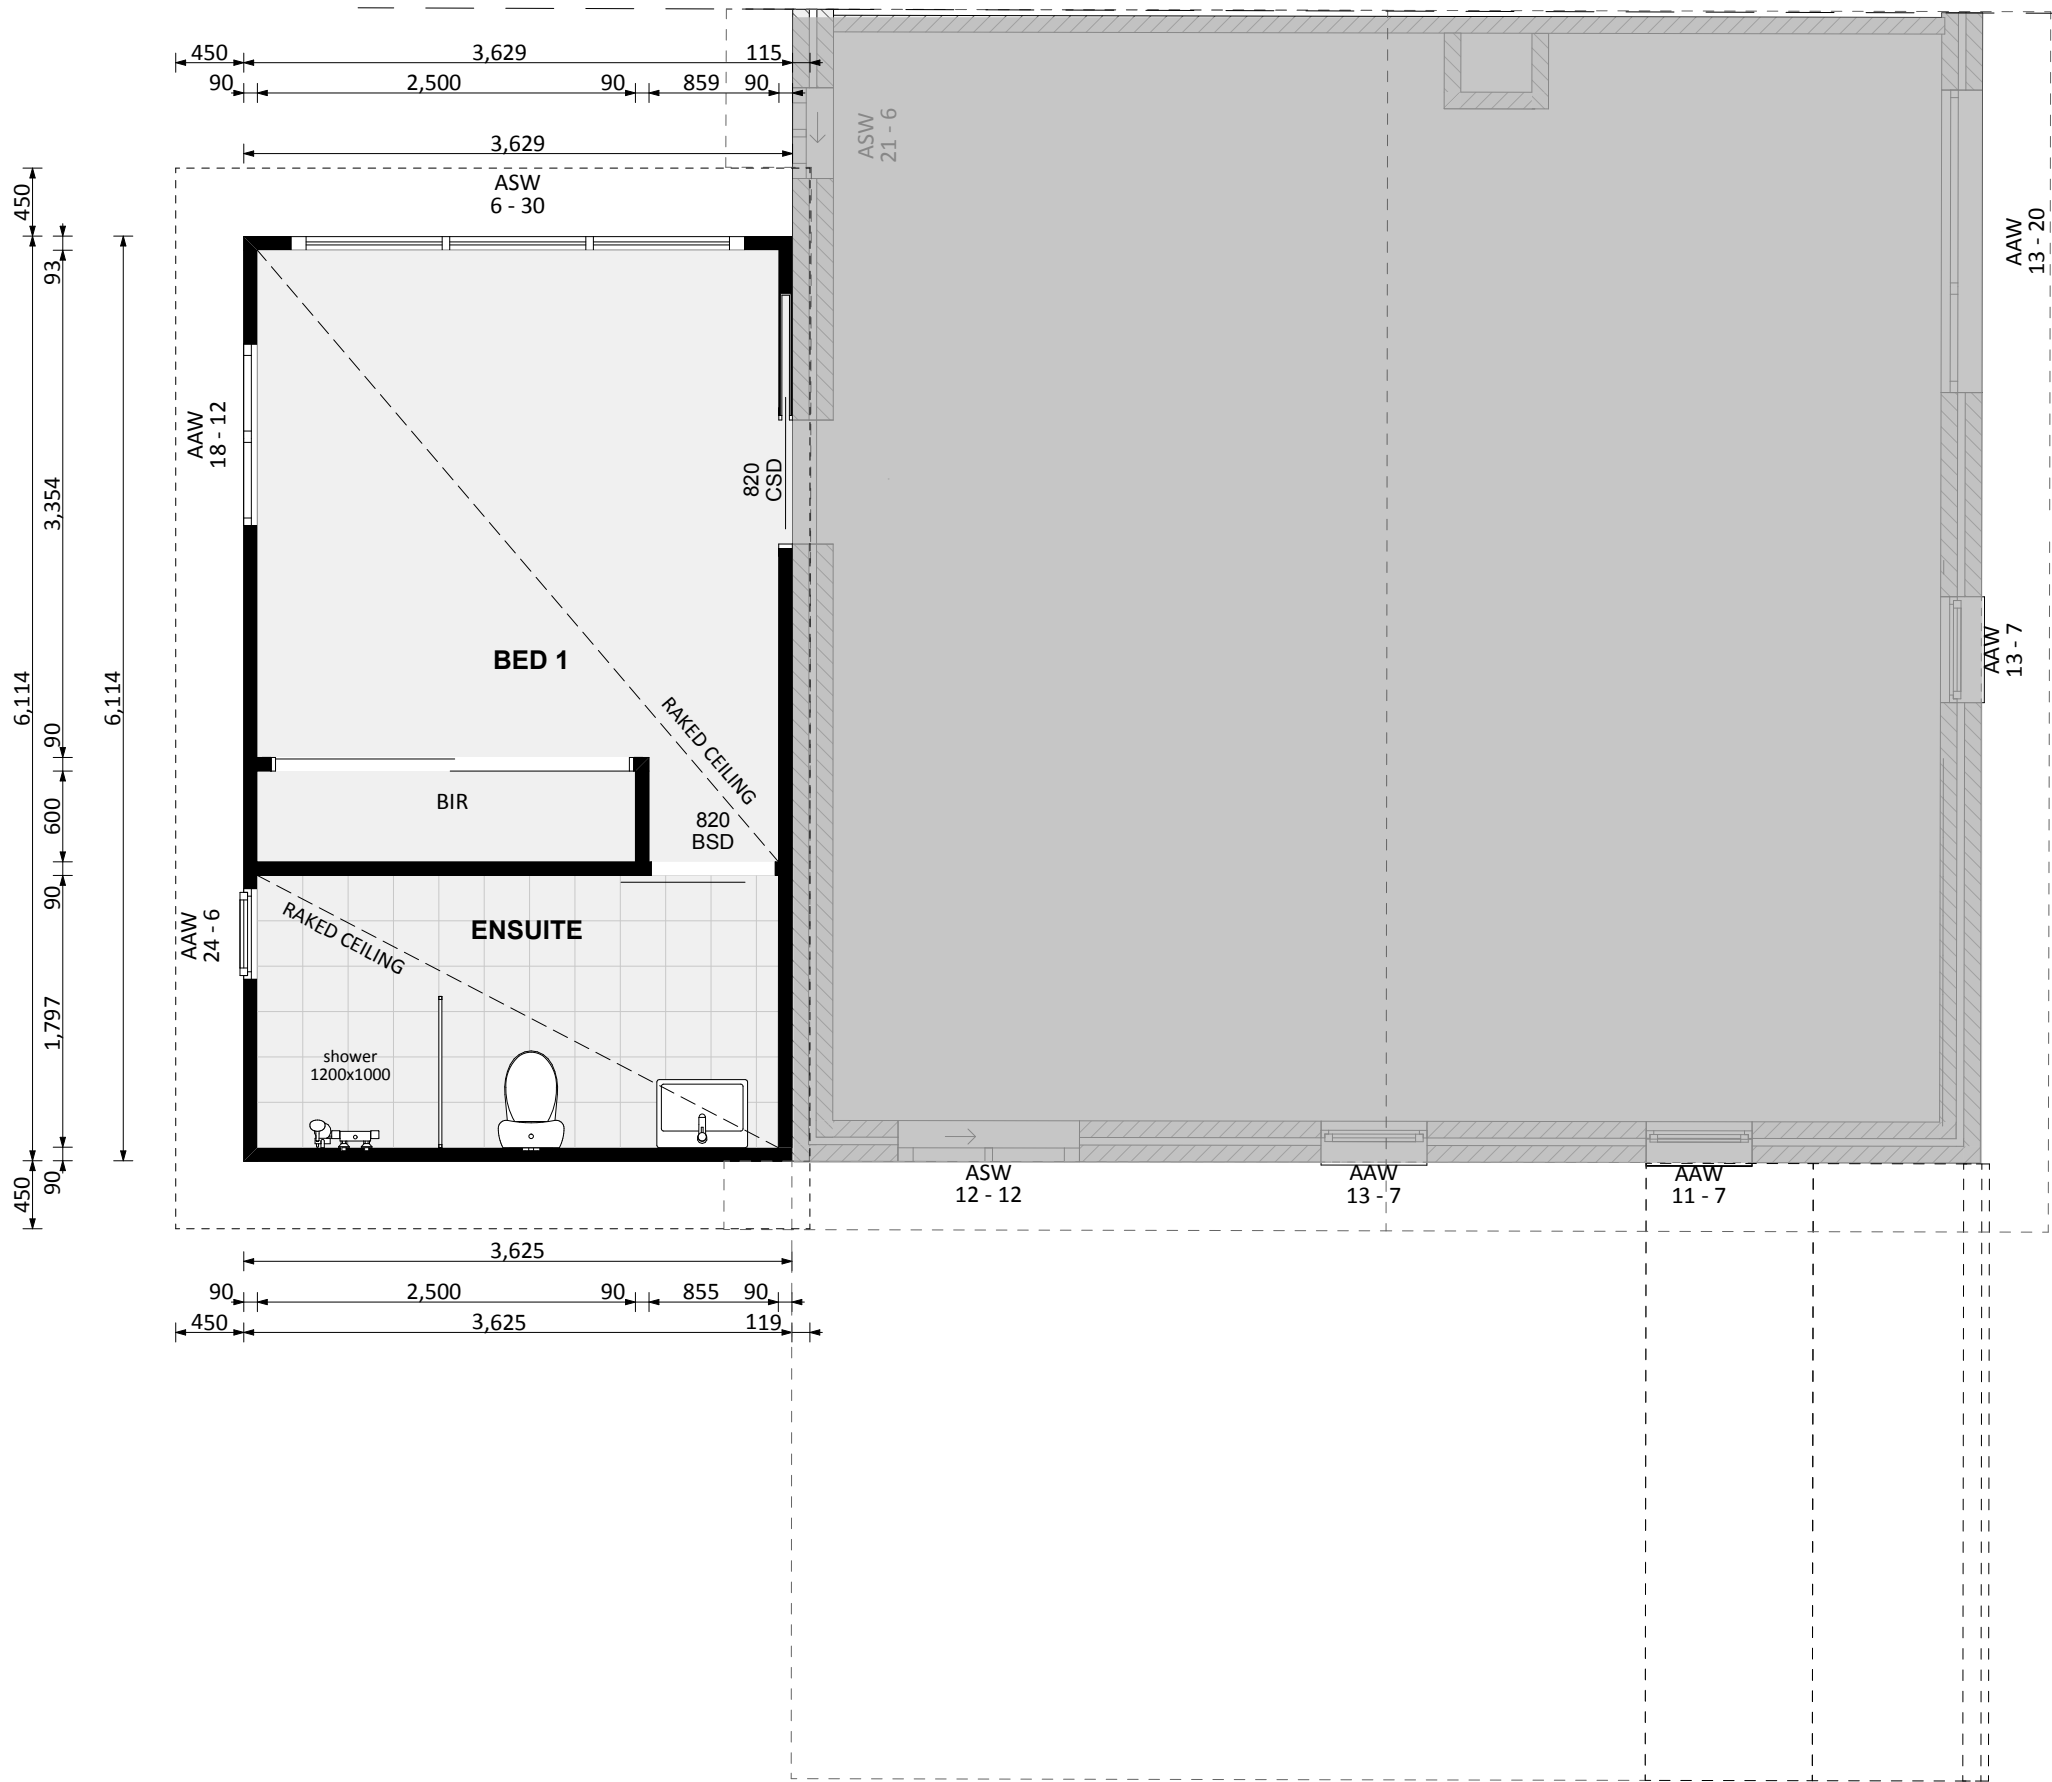 450
3,629
115
90
2,500
90
859
90
3,629
ASW
6 - 30
ASW
21 - 6
AAW
13 - 20
450
93
AAW
18 - 12
820
CSD
3,354
6,114
6,114
BED 1
AAW
13 - 7
RAKED CEILING
90
BIR
600
820
BSD
90
AAW
24 - 6
RAKED CEILING
ENSUITE
1,797
shower
1200x1000
450
90
ASW
12 - 12
AAW
13 - 7
AAW
11 - 7
3,625
90
2,500
90
855
90
450
3,625
119